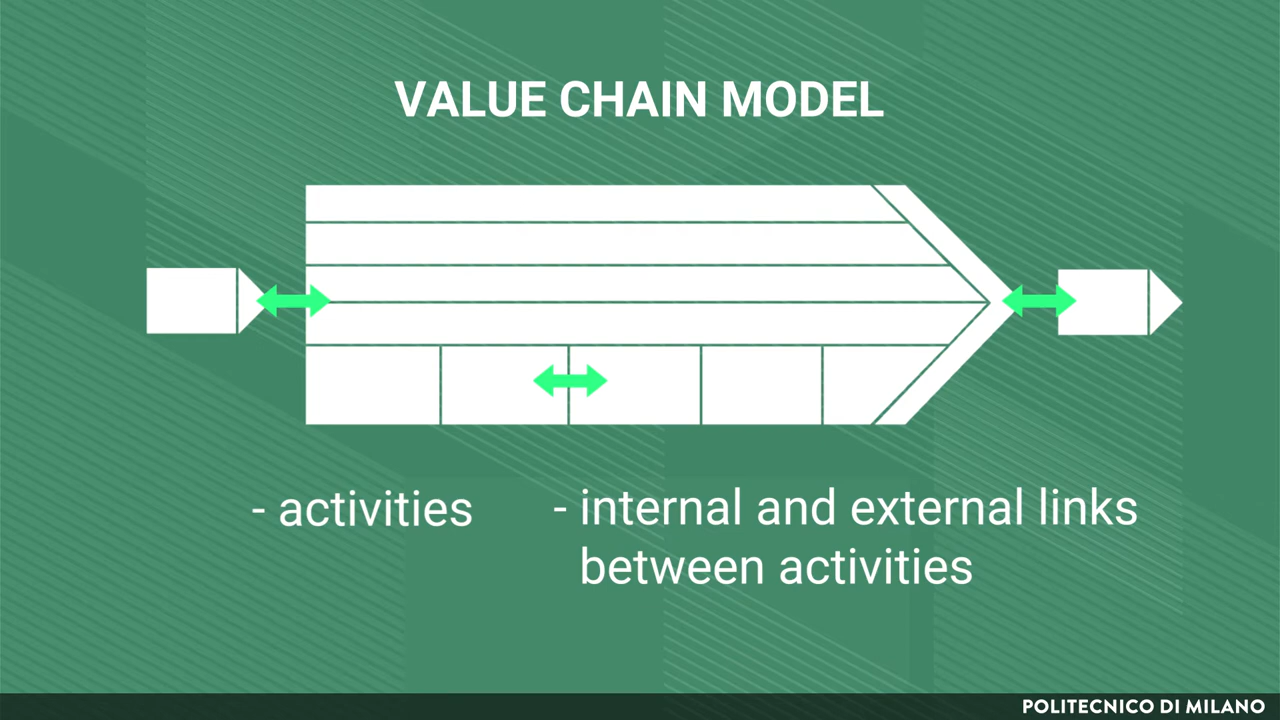 VALUE CHAIN MODEL
- activities
- internal and external links
between activities
POLITECNICO DI MILANO